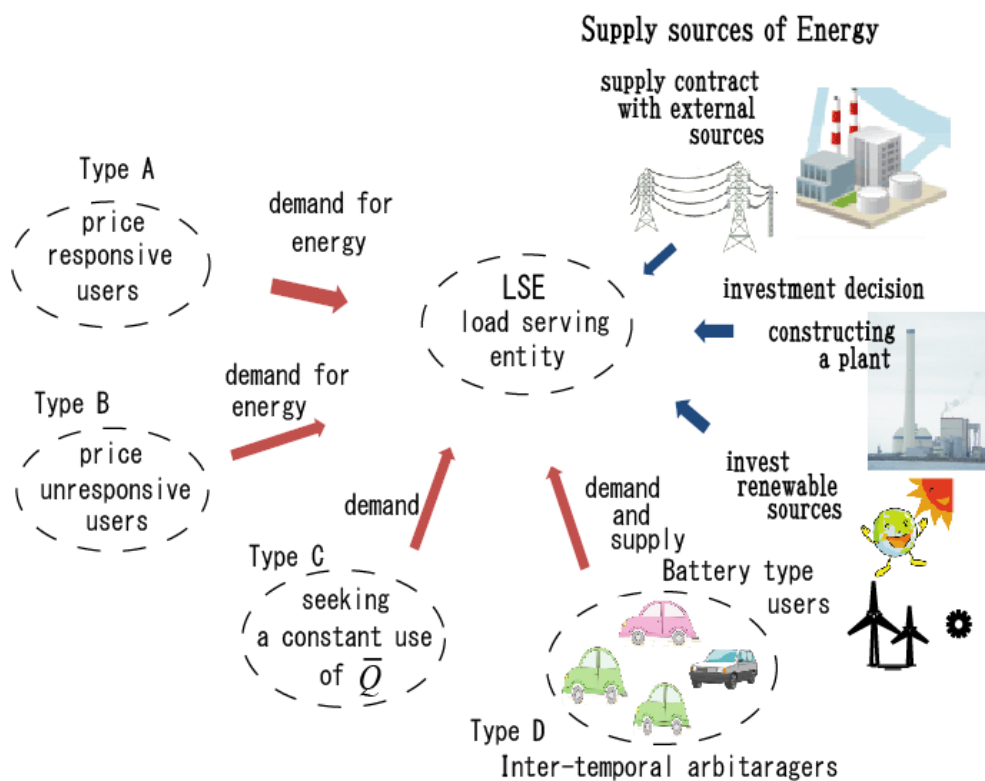 Supply sources of Energy
supply contract
with external
sources
Type A
price
responsive
users
demand for
energy
LSE
load serving
entity
investment decision
constructing
a plant
Type B
price
unresponsive
users
demand for
energy
invest
renewable
sources
demand
demand
and
supply
Type C
seeking
a constant use
of Q̅
Battery type
users
Type D
Inter-temporal arbitaragers